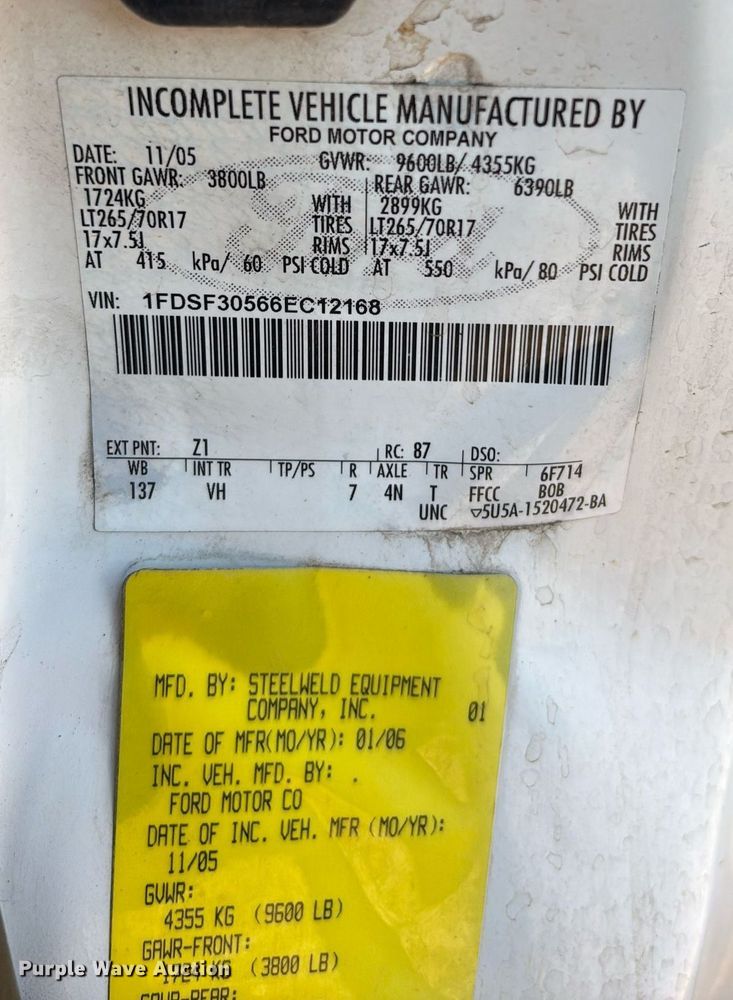 INCOMPLETE VEHICLE MANUFACTURED BY
FORD MOTOR COMPANY
DATE: 11/05 GVWR: 9600LB/ 4355KG
FRONT GAWR: 3800LB REAR GAWR: 6390LB
1724KG WITH 2899KG WITH
LT265/70R17 TIRES LT265/70R17 TIRES
17x7.5J RIMS 17x7.5J RIMS
AT 415 kPa/ 60 PSI COLD AT 550 kPa/ 80 PSI COLD
VIN: 1FDSF30566EC12168
EXT PNT: Z1 RC: 87 DSO:
WB INT TR TP/PS R AXLE TR SPR 6F714
137 VH 7 4N T FFCC BOB
UNC ▽5U5A-1520472-BA
MFD. BY: STEELWELD EQUIPMENT
COMPANY, INC. 01
DATE OF MFR(MO/YR): 01/06
INC. VEH. MFD. BY: .
FORD MOTOR CO
DATE OF INC. VEH. MFR (MO/YR):
11/05
GVWR:
4355 KG (9600 LB)
GAWR-FRONT:
1724 KG (3800 LB)
GAWR-REAR:
Purple Wave Auction